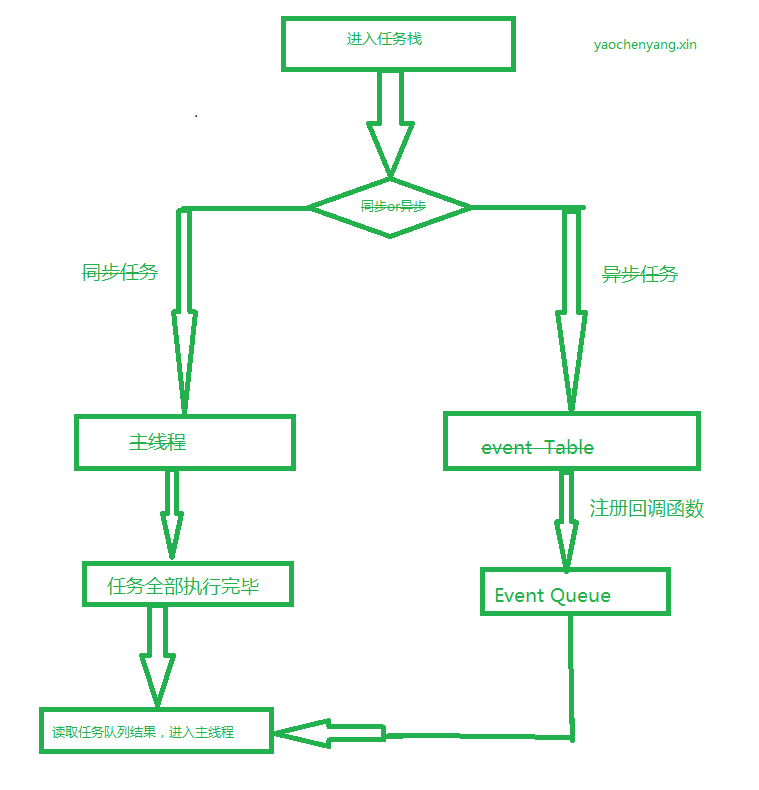 进入任务栈
yaochenyang.xin
同步or异步
同步任务
异步任务
主线程
event Table
注册回调函数
任务全部执行完毕
Event Queue
读取任务队列结果，进入主线程